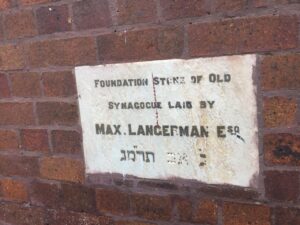 FOUNDATION STONE OF OLD
SYNAGOGUE LAID BY
MAX. LANGERMAN ESQ
תרמ"ג